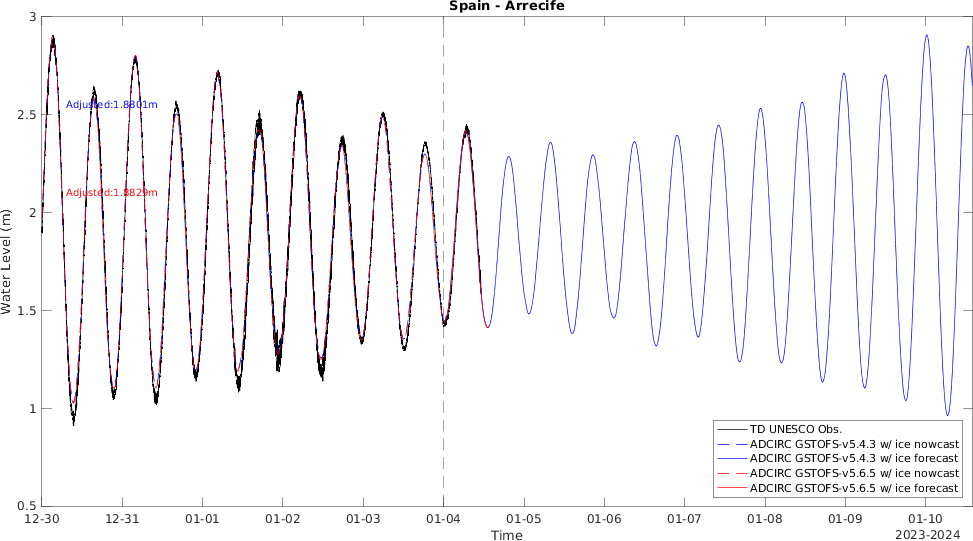 Spain - Arrecife
3
2.5
2
1.5
1
0.5
Water Level (m)
Adjusted:1.8801m
Adjusted:1.8829m
TD UNESCO Obs.
ADCIRC GSTOFS-v5.4.3 w/ ice nowcast
ADCIRC GSTOFS-v5.4.3 w/ ice forecast
ADCIRC GSTOFS-v5.6.5 w/ ice nowcast
ADCIRC GSTOFS-v5.6.5 w/ ice forecast
12-30 12-31 01-01 01-02 01-03 01-04 01-05 01-06 01-07 01-08 01-09 01-10
Time
2023-2024